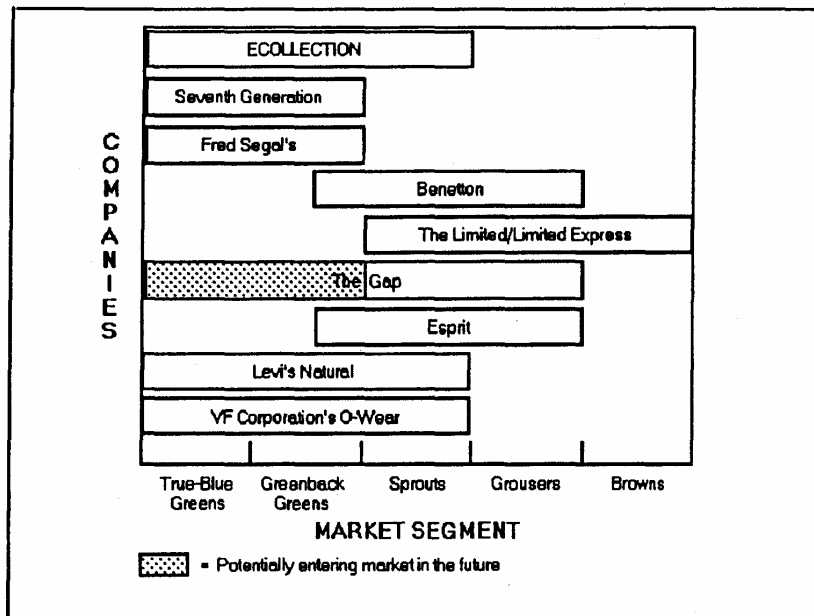 ECOLLECTION
Seventh Generation
Fred Segal's
Benetton
The Limited/Limited Express
The Gap
Esprit
Levi's Natural
VF Corporation's O-Wear
COMPANIES
True-Blue Greens
Greenback Greens
Sprouts
Grousers
Browns
MARKET SEGMENT
= Potentially entering market in the future